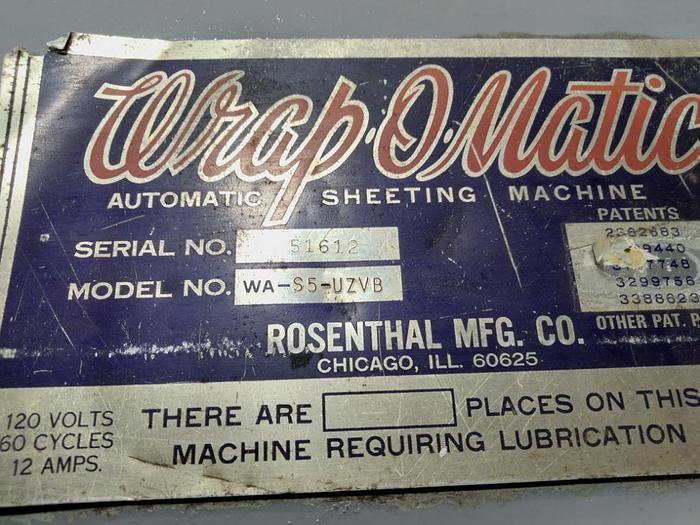 Wrap·O·Matic
AUTOMATIC SHEETING MACHINE
PATENTS
SERIAL NO. 51612
MODEL NO. WA-S5-UZVB
3299756
3388623
ROSENTHAL MFG. CO.
OTHER PAT. P
CHICAGO, ILL. 60625
120 VOLTS
60 CYCLES
12 AMPS.
THERE ARE PLACES ON THIS
MACHINE REQUIRING LUBRICATION